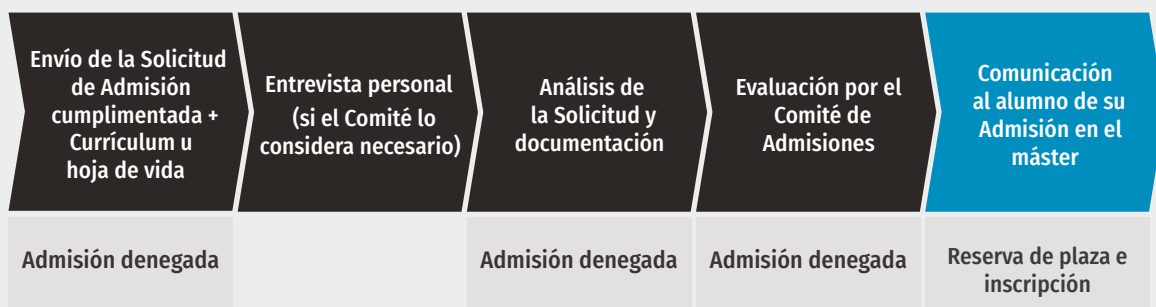 Envío de la Solicitud
de Admisión
cumplimentada +
Currículum u
hoja de vida
Entrevista personal
(si el Comité lo
considera necesario)
Análisis de
la Solicitud y
documentación
Evaluación por el
Comité de
Admisiones
Comunicación
al alumno de su
Admisión en el
máster
Admisión denegada
Admisión denegada
Admisión denegada
Reserva de plaza e
inscripción